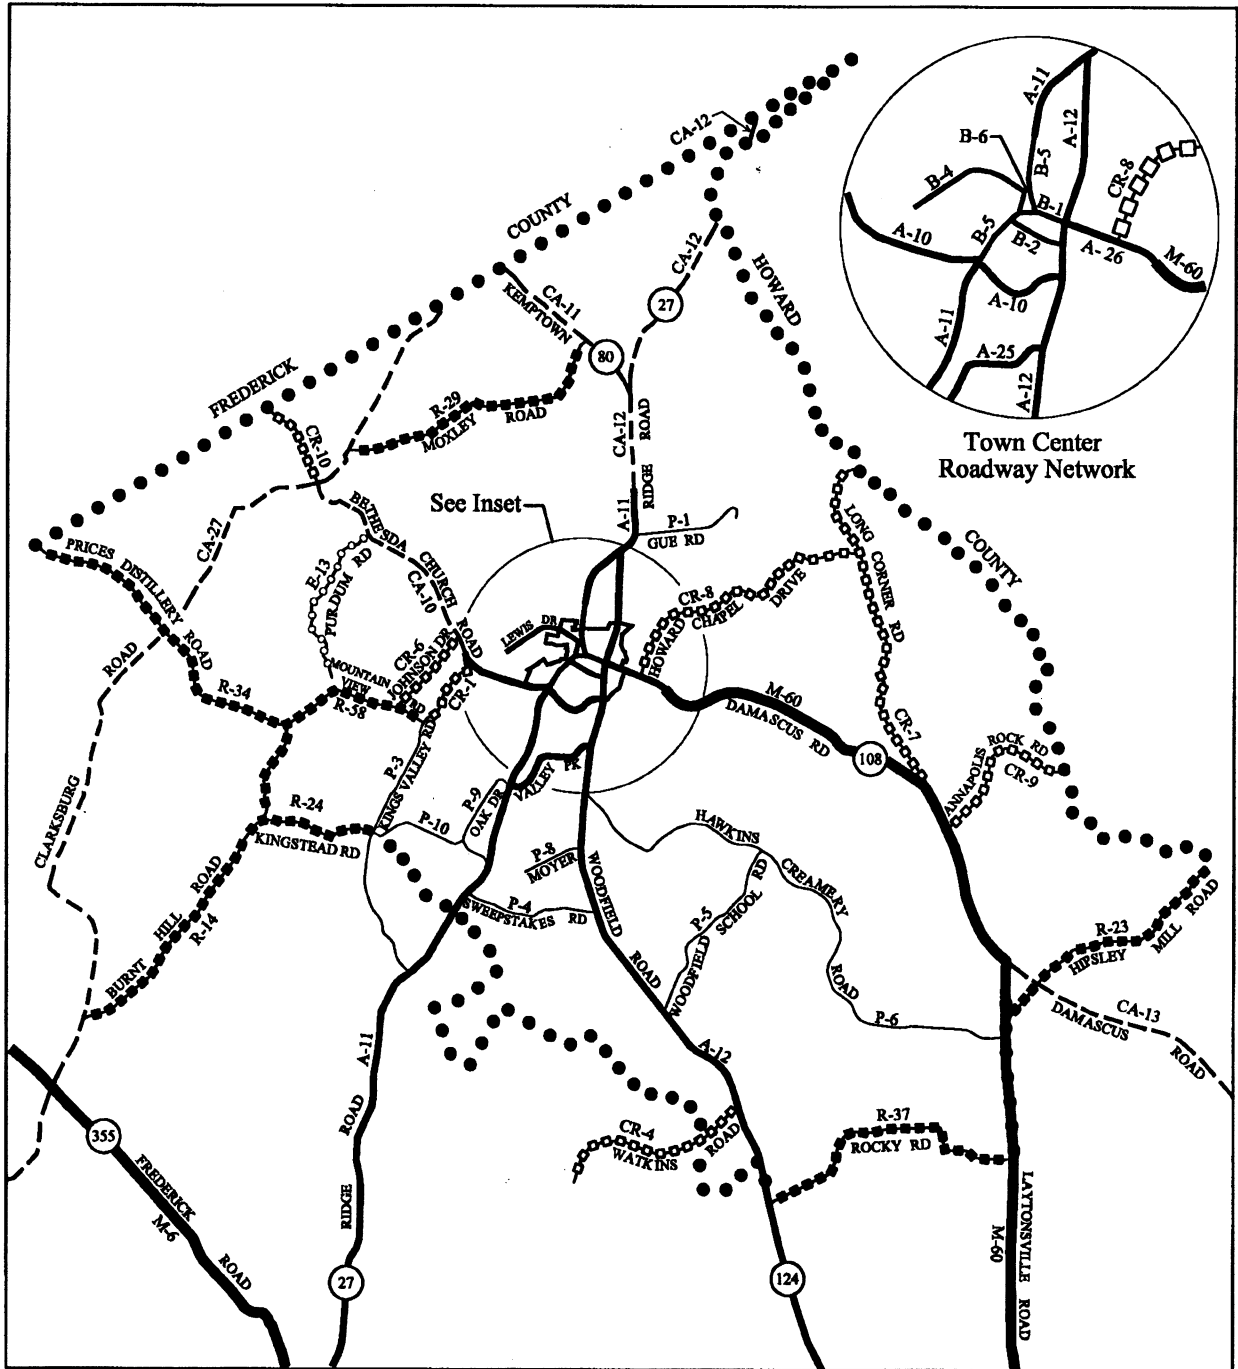 CA-12
COUNTY
FREDERICK
HOWARD
COUNTY
CA-12
27
CA-11
KEMPTOWN
80
R-29
MOXLEY ROAD
CA-12
RIDGE ROAD
CR-10
See Inset
A-11
P-1
GUE RD
A-11
A-12
B-6
B-5
B-4
CR-8
B-1
B-5
B-2
A-10
A-26
M-60
A-10
A-11
A-25
A-12
Town Center
Roadway Network
PRICES DISTILLERY ROAD
CA-27
BETHESDA CHURCH ROAD
CA-10
E-13
PURDUM RD
LEWIS DR
CR-8
HOWARD CHAPEL DRIVE
LONG CORNER RD
CR-7
CR-6
JOHNSON DR
MOUNTAIN VIEW RD
R-58
CR-1
R-34
CLARKSBURG ROAD
M-60
DAMASCUS RD
108
ANNAPOLIS ROCK RD
CR-9
P-3
KINGS VALLEY RD
P-9
OAK DR
VALLEY PK
R-24
KINGSTEAD RD
P-10
P-8
MOYER
HAWKINS CREAMERY ROAD
P-6
WOODFIELD ROAD
P-4
SWEEPSTAKES RD
P-5
WOODFIELD SCHOOL RD
BURNT HILL ROAD
R-14
R-23
HIPSLEY MILL ROAD
CA-13
DAMASCUS ROAD
A-11
A-12
RIDGE ROAD
27
CR-4
WATKINS ROAD
R-37
ROCKY RD
355
FREDERICK ROAD
M-6
124
M-60
LAYTONSVILLE ROAD